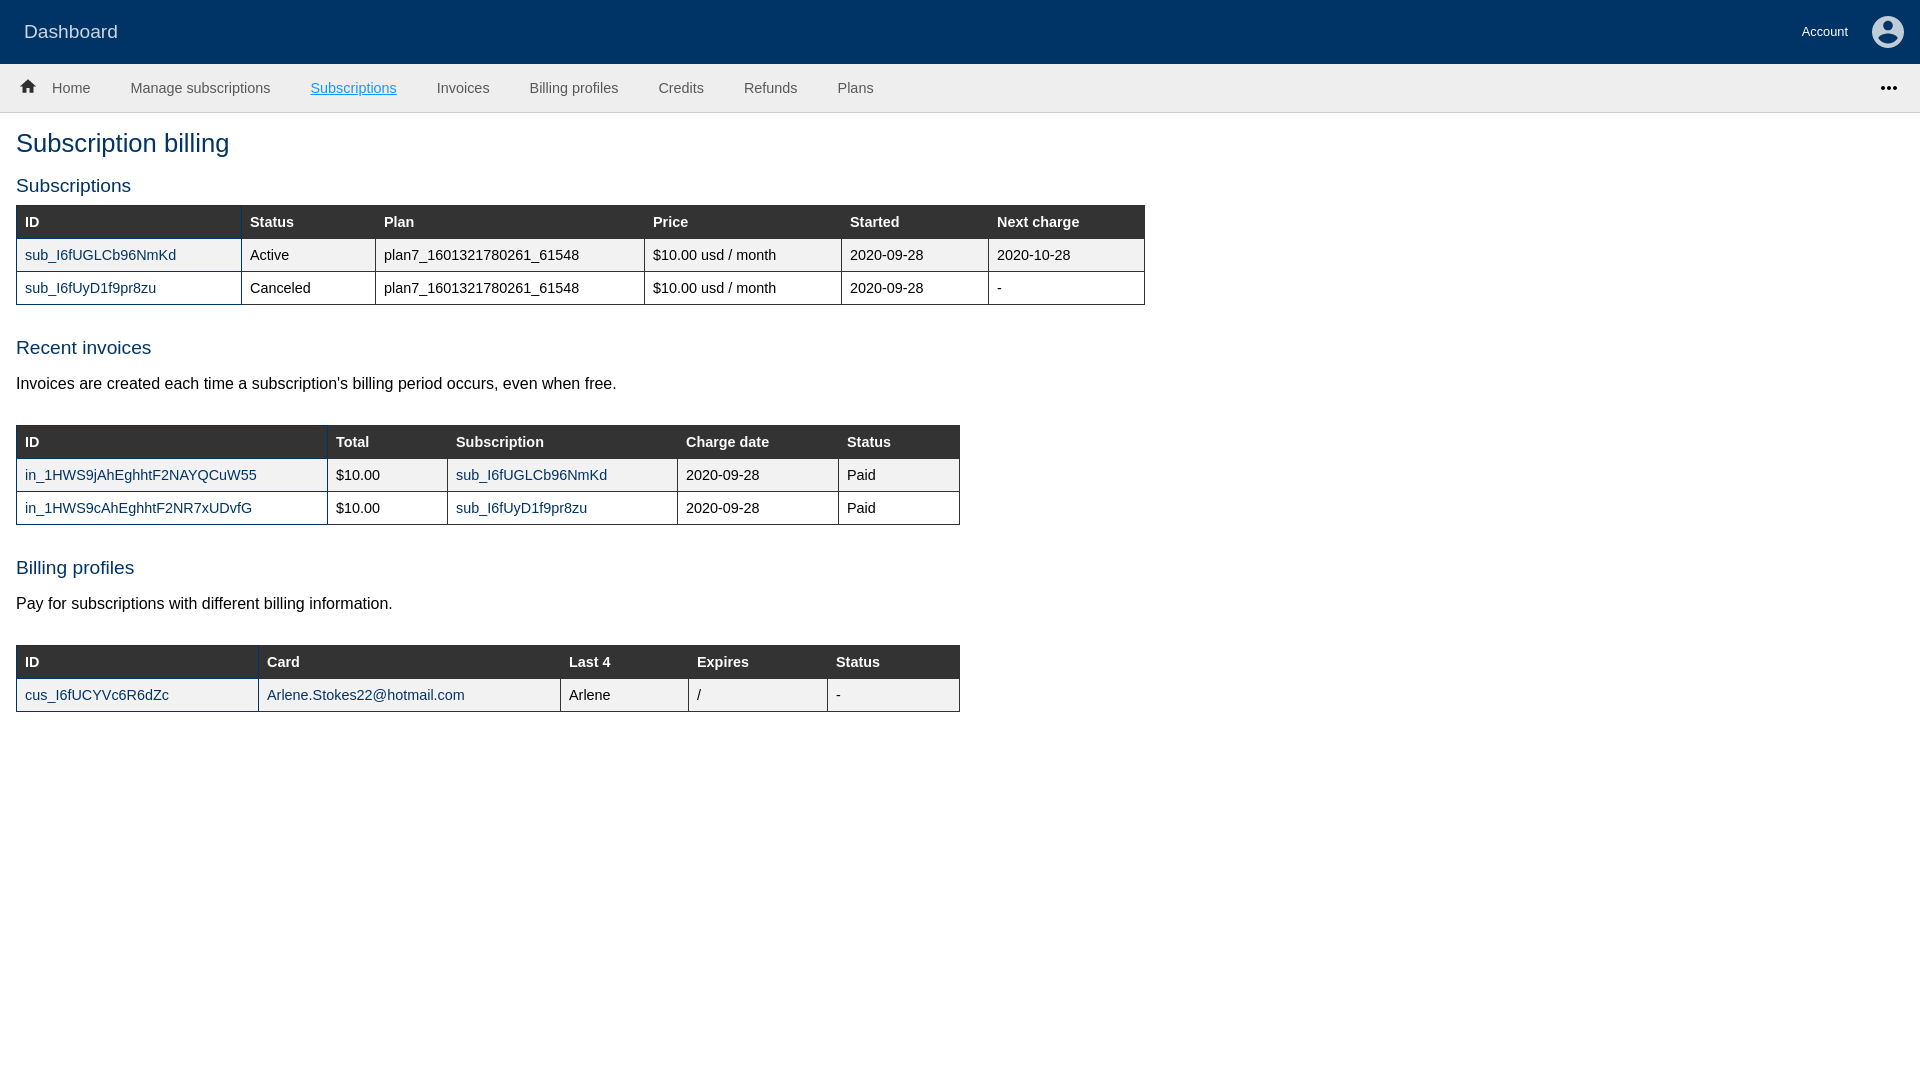 Dashboard
Account
Home Manage subscriptions Subscriptions Invoices Billing profiles Credits Refunds Plans
Subscription billing
Subscriptions
ID Status Plan Price Started Next charge
sub_I6fUGLCb96NmKd Active plan7_1601321780261_61548 $10.00 usd / month 2020-09-28 2020-10-28
sub_I6fUyD1f9pr8zu Canceled plan7_1601321780261_61548 $10.00 usd / month 2020-09-28 -
Recent invoices
Invoices are created each time a subscription's billing period occurs, even when free.
ID Total Subscription Charge date Status
in_1HWS9jAhEghhtF2NAYQCuW55 $10.00 sub_I6fUGLCb96NmKd 2020-09-28 Paid
in_1HWS9cAhEghhtF2NR7xUDvfG $10.00 sub_I6fUyD1f9pr8zu 2020-09-28 Paid
Billing profiles
Pay for subscriptions with different billing information.
ID Card Last 4 Expires Status
cus_I6fUCYVc6R6dZc Arlene.Stokes22@hotmail.com Arlene / -